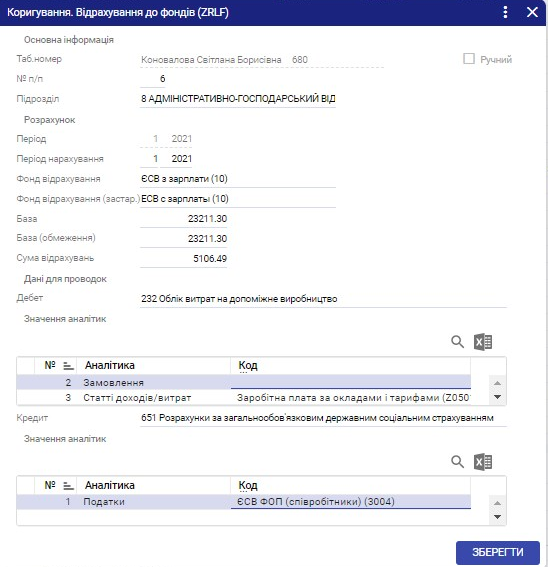 Коригування. Відрахування до фондів (ZRLF)
Основна інформація
Таб.номер Коновалова Світлана Борисівна 680 Ручний
№ п/п 6
Підрозділ 8 АДМІНІСТРАТИВНО-ГОСПОДАРСЬКИЙ ВІД
Розрахунок
Період 1 2021
Період нарахування 1 2021
Фонд відрахування ЄСВ з зарплати (10)
Фонд відрахування (застар.) ЕСВ с зарплаты (10)
База 23211.30
База (обмеження) 23211.30
Сума відрахувань 5106.49
Дані для проводок
Дебет 232 Облік витрат на допоміжне виробництво
Значення аналітик
№ Аналітика Код
2 Замовлення
3 Статті доходів/витрат Заробітна плата за окладами і тарифами (Z050
Кредит 651 Розрахунки за загальнообов'язковим державним соціальним страхуванням
Значення аналітик
№ Аналітика Код
1 Податки ЄСВ ФОП (співробітники) (3004)
ЗБЕРЕГТИ